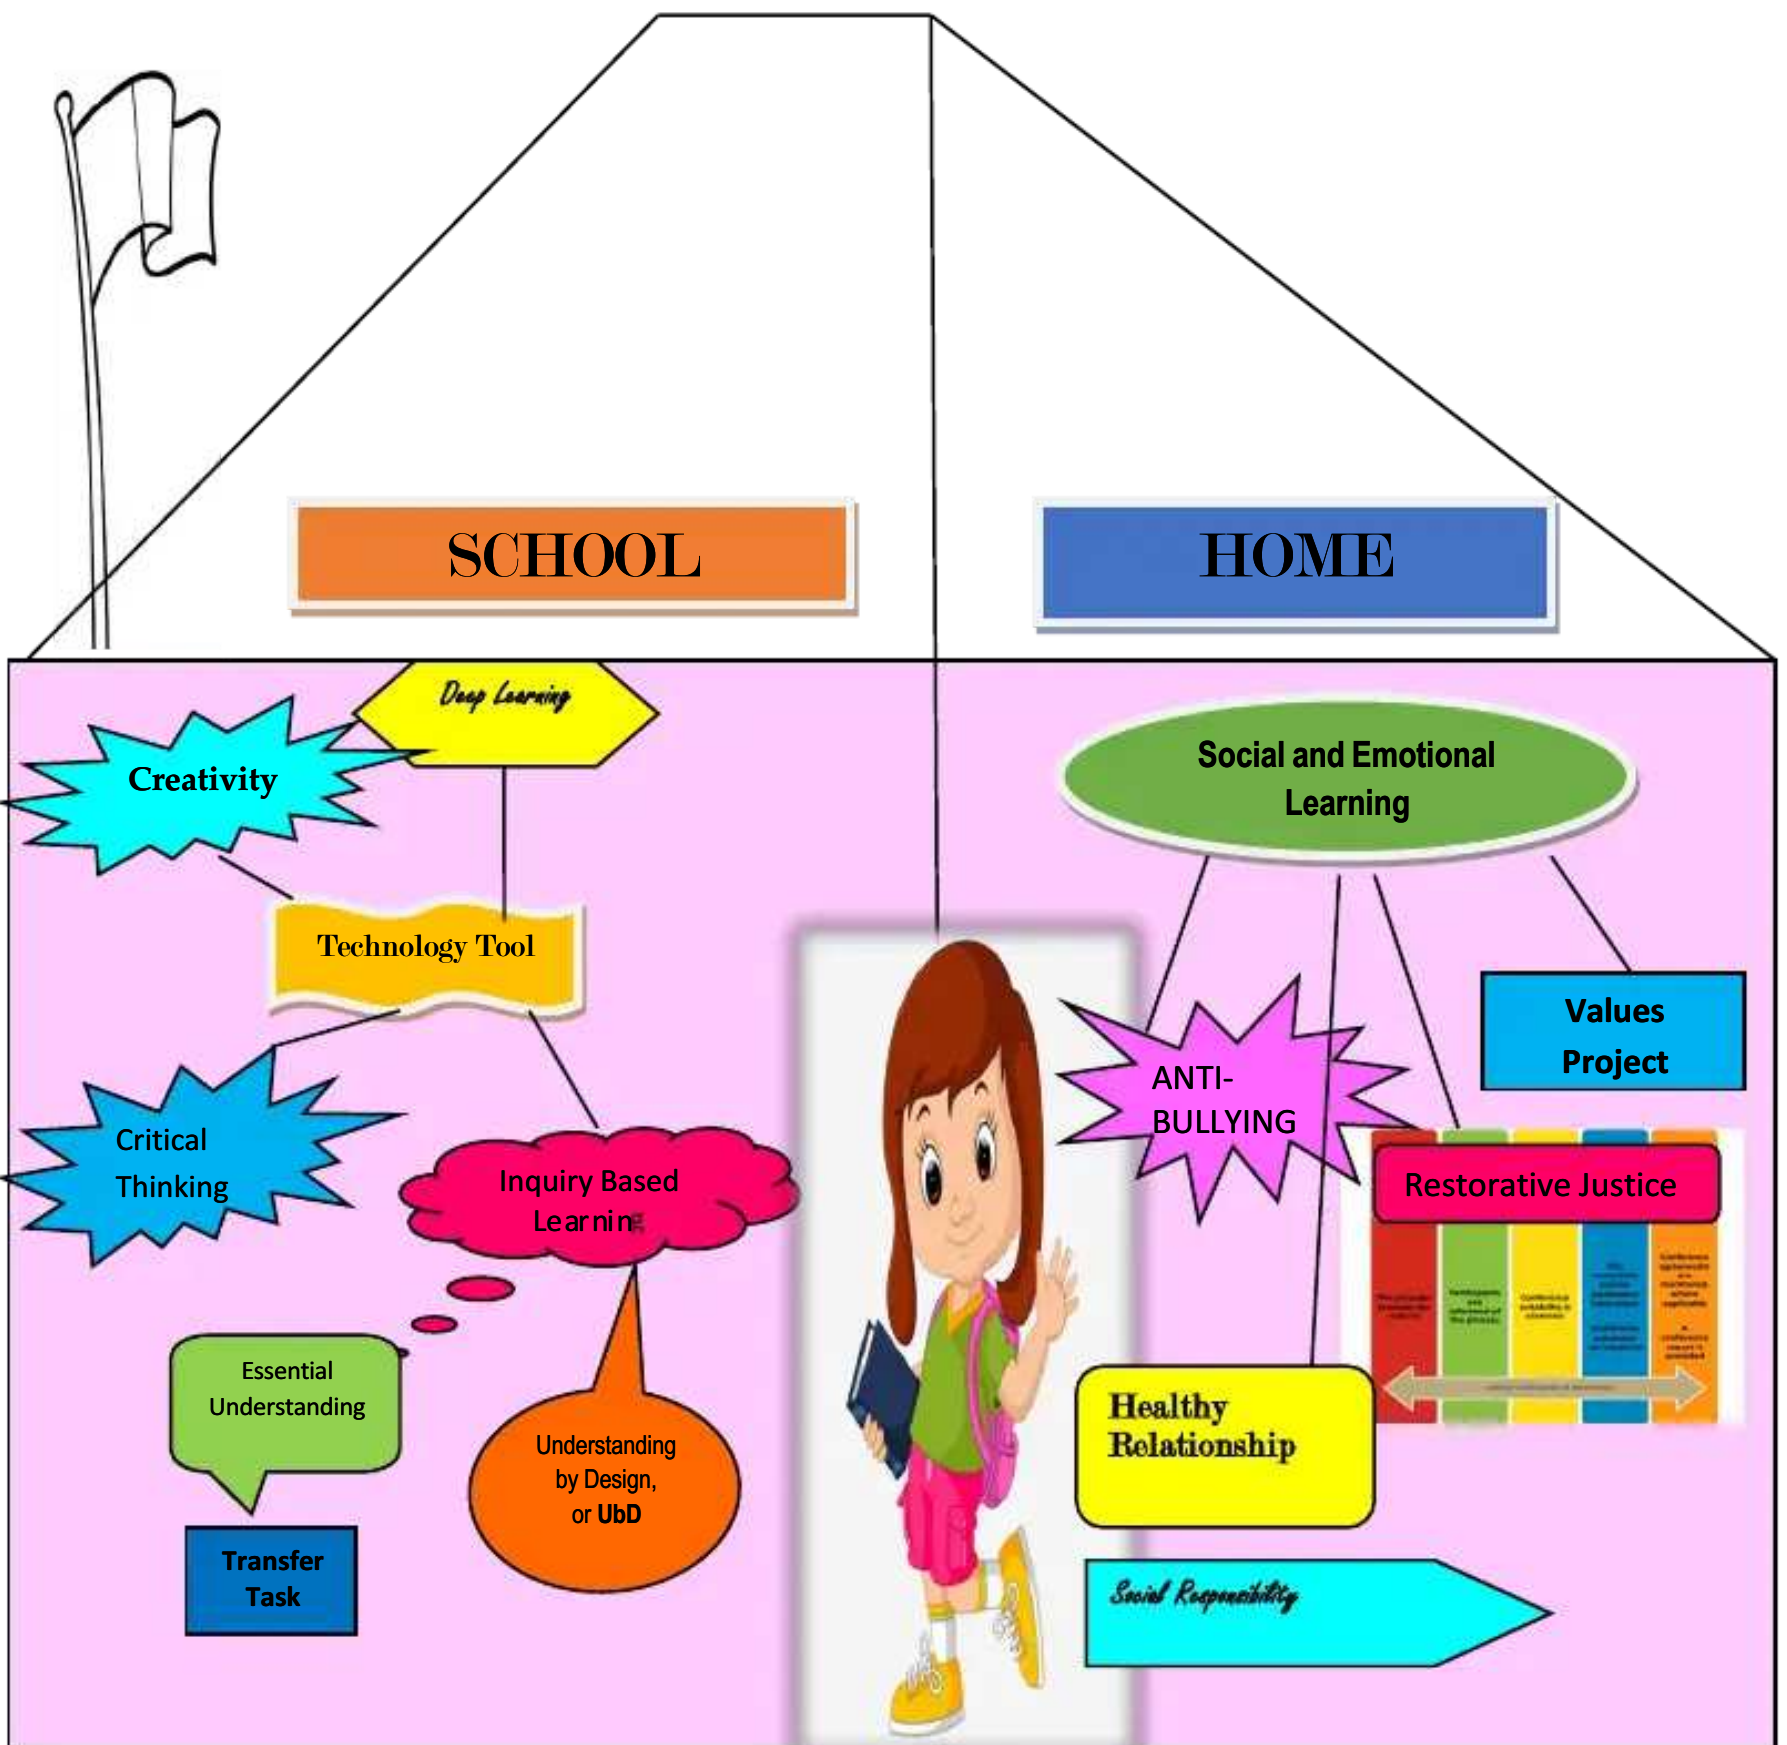 SCHOOL
HOME
Deep Learning
Creativity
Technology Tool
Critical
Thinking
Inquiry Based
Learning
Essential
Understanding
Understanding
by Design,
or UbD
Transfer
Task
Social and Emotional
Learning
Values
Project
ANTI-
BULLYING
Restorative Justice
Healthy
Relationship
Social Responsibility